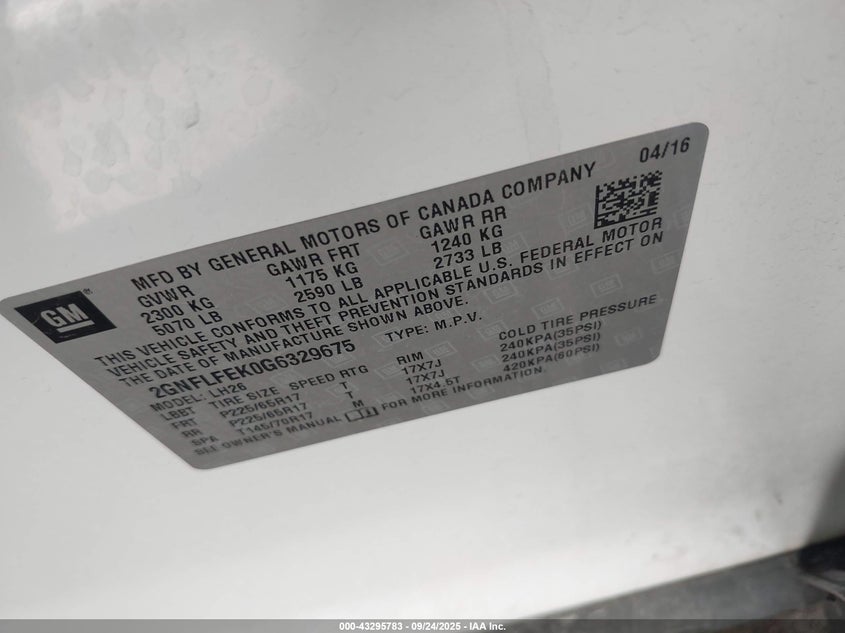 GM
MFD BY GENERAL MOTORS OF CANADA COMPANY 04/16
GVWR GAWR FRT GAWR RR
2300 KG 1175 KG 1240 KG
5070 LB 2590 LB 2733 LB
THIS VEHICLE CONFORMS TO ALL APPLICABLE U.S. FEDERAL MOTOR
VEHICLE SAFETY AND THEFT PREVENTION STANDARDS IN EFFECT ON
THE DATE OF MANUFACTURE SHOWN ABOVE.
2GNFLFEK0G6329675 TYPE: M.P.V.
MODEL: LH26
LBBT TIRE SIZE SPEED RTG RIM COLD TIRE PRESSURE
FRT P225/65R17 T 17X7J 240KPA(35PSI)
RR P225/65R17 T 17X7J 240KPA(35PSI)
SPA T145/70R17 M 17X4.5T 420KPA(60PSI)
SEE OWNER'S MANUAL FOR MORE INFORMATION.
000-43295783 - 09/24/2025 - IAA Inc.